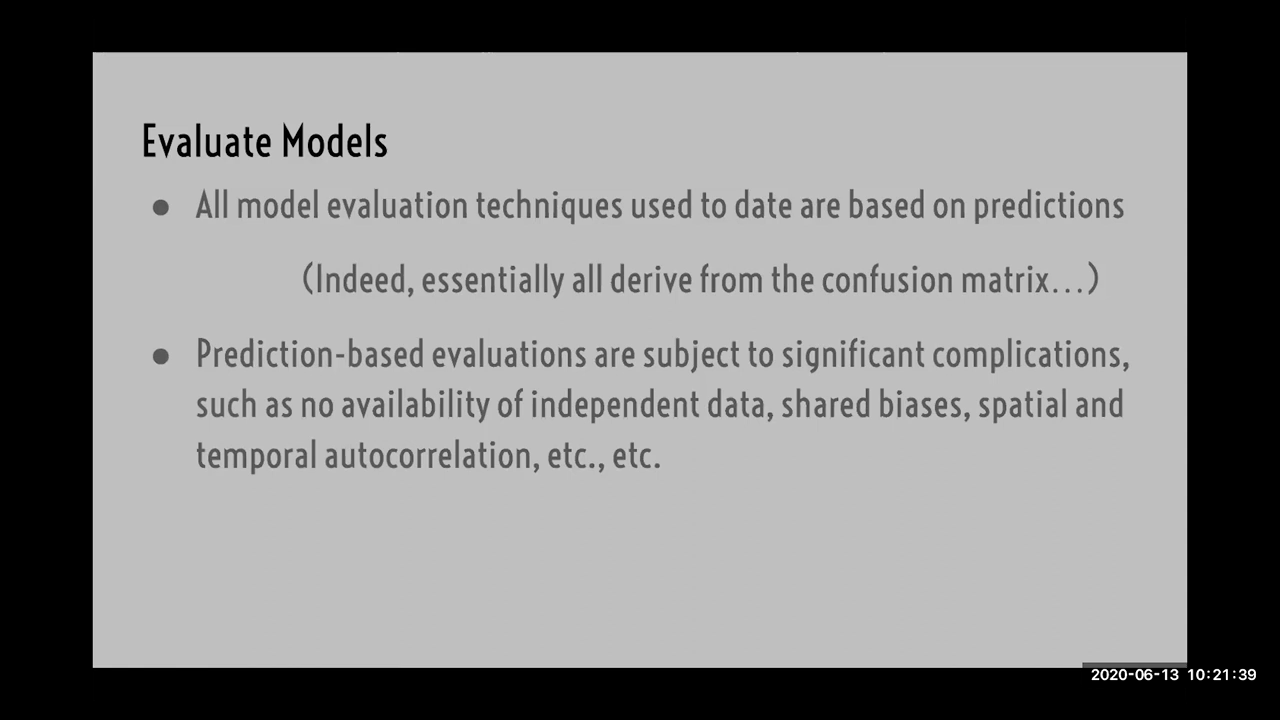 Evaluate Models
● All model evaluation techniques used to date are based on predictions
(Indeed, essentially all derive from the confusion matrix...)
● Prediction-based evaluations are subject to significant complications,
such as no availability of independent data, shared biases, spatial and
temporal autocorrelation, etc., etc.
2020-06-13 10:21:39